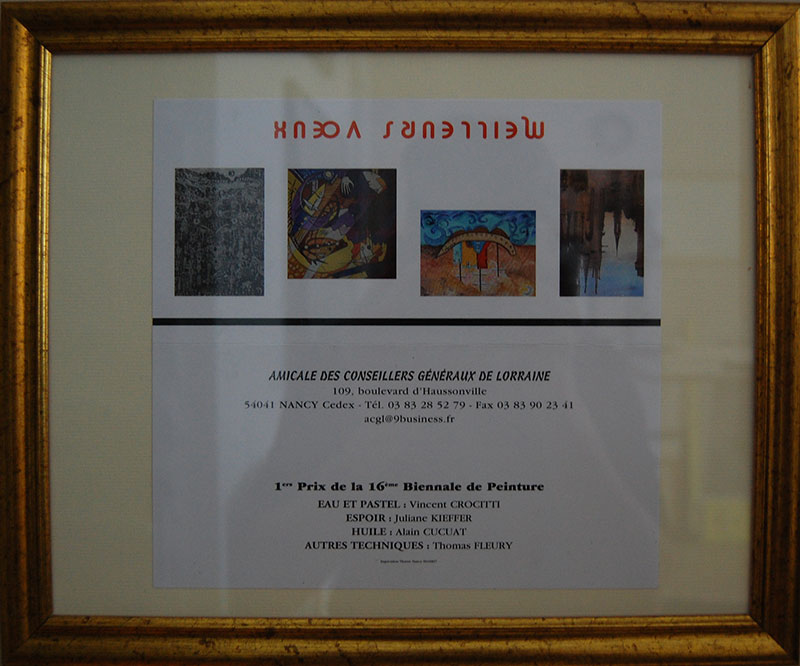 MEILLEURS VOEUX
AMICALE DES CONSEILLERS GÉNÉRAUX DE LORRAINE
109, boulevard d'Haussonville
54041 NANCY Cedex - Tél. 03 83 28 52 79 - Fax 03 83 90 23 41
acgl@9business.fr
1ers Prix de la 16ème Biennale de Peinture
EAU ET PASTEL : Vincent CROCITTI
ESPOIR : Juliane KIEFFER
HUILE : Alain CUCUAT
AUTRES TECHNIQUES : Thomas FLEURY